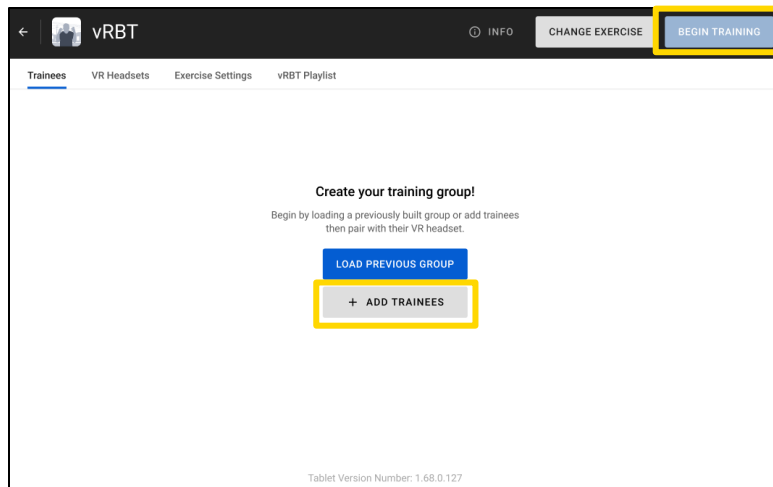 ← vRBT INFO CHANGE EXERCISE BEGIN TRAINING
Trainees VR Headsets Exercise Settings vRBT Playlist
Create your training group!
Begin by loading a previously built group or add trainees
then pair with their VR headset.
LOAD PREVIOUS GROUP
+ ADD TRAINEES
Tablet Version Number: 1.68.0.127